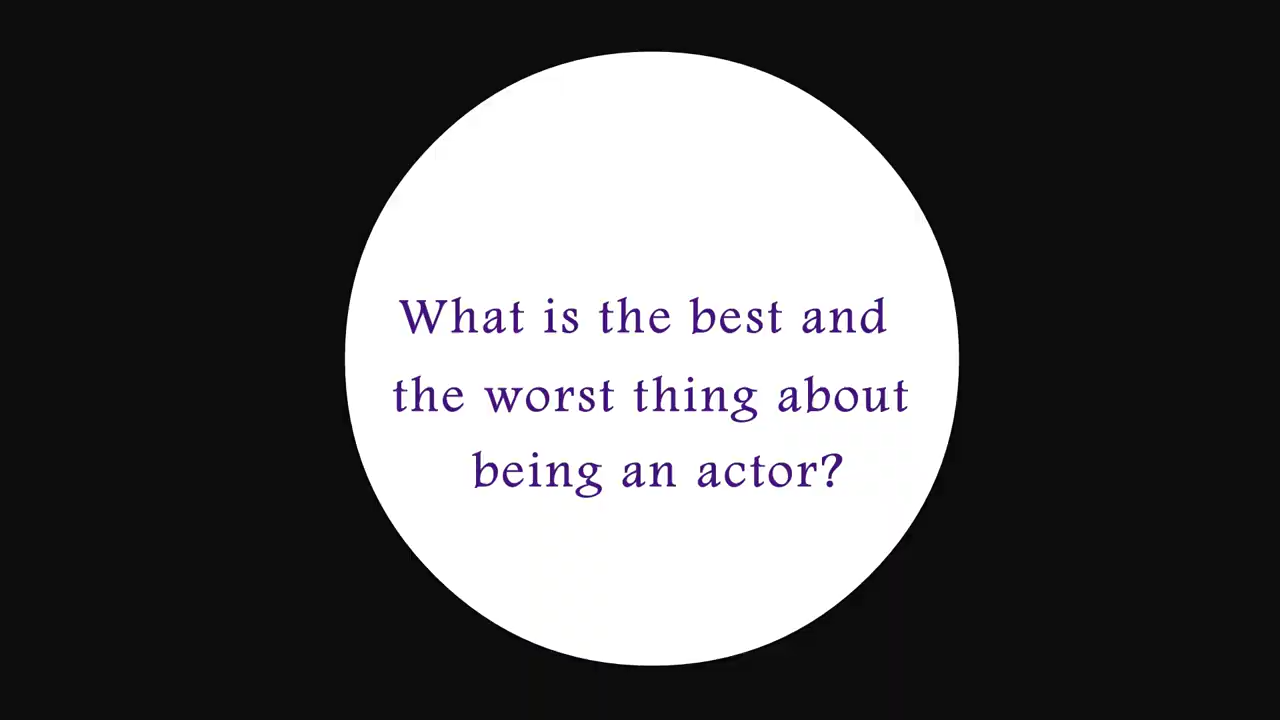 What is the best and
the worst thing about
being an actor?